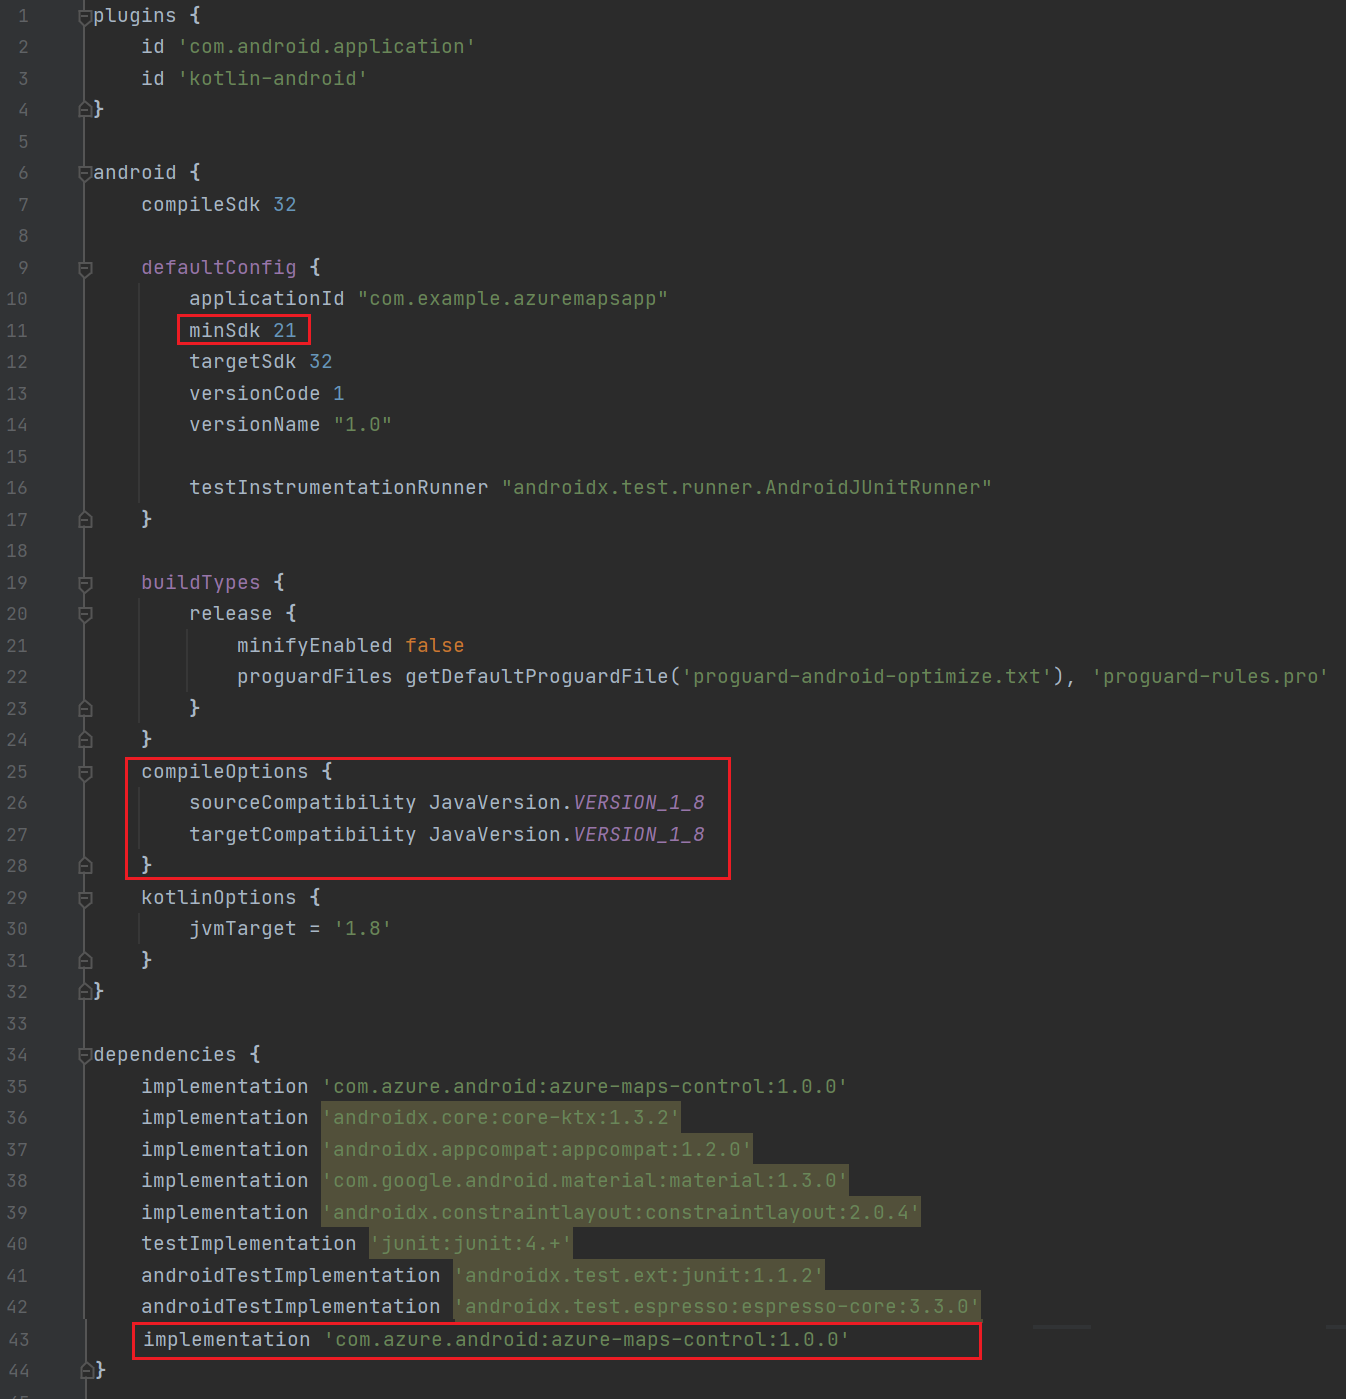 1 plugins {
2 id 'com.android.application'
3 id 'kotlin-android'
4 }
5
6 android {
7 compileSdk 32
8
9 defaultConfig {
10 applicationId "com.example.azuremapsapp"
11 minSdk 21
12 targetSdk 32
13 versionCode 1
14 versionName "1.0"
15
16 testInstrumentationRunner "androidx.test.runner.AndroidJUnitRunner"
17 }
18
19 buildTypes {
20 release {
21 minifyEnabled false
22 proguardFiles getDefaultProguardFile('proguard-android-optimize.txt'), 'proguard-rules.pro'
23 }
24 }
25 compileOptions {
26 sourceCompatibility JavaVersion.VERSION_1_8
27 targetCompatibility JavaVersion.VERSION_1_8
28 }
29 kotlinOptions {
30 jvmTarget = '1.8'
31 }
32 }
33
34 dependencies {
35 implementation 'com.azure.android:azure-maps-control:1.0.0'
36 implementation 'androidx.core:core-ktx:1.3.2'
37 implementation 'androidx.appcompat:appcompat:1.2.0'
38 implementation 'com.google.android.material:material:1.3.0'
39 implementation 'androidx.constraintlayout:constraintlayout:2.0.4'
40 testImplementation 'junit:junit:4.+'
41 androidTestImplementation 'androidx.test.ext:junit:1.1.2'
42 androidTestImplementation 'androidx.test.espresso:espresso-core:3.3.0'
43 implementation 'com.azure.android:azure-maps-control:1.0.0'
44 }